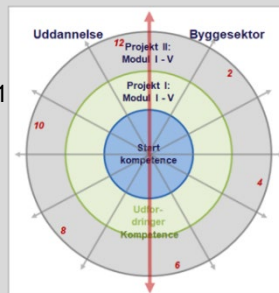 Uddannelse
Byggesektor
12
Projekt II:
Modul I - V
2
Projekt I:
Modul I - V
1
10
Start
kompetence
4
Udfor-
dringer
Kompetence
8
6